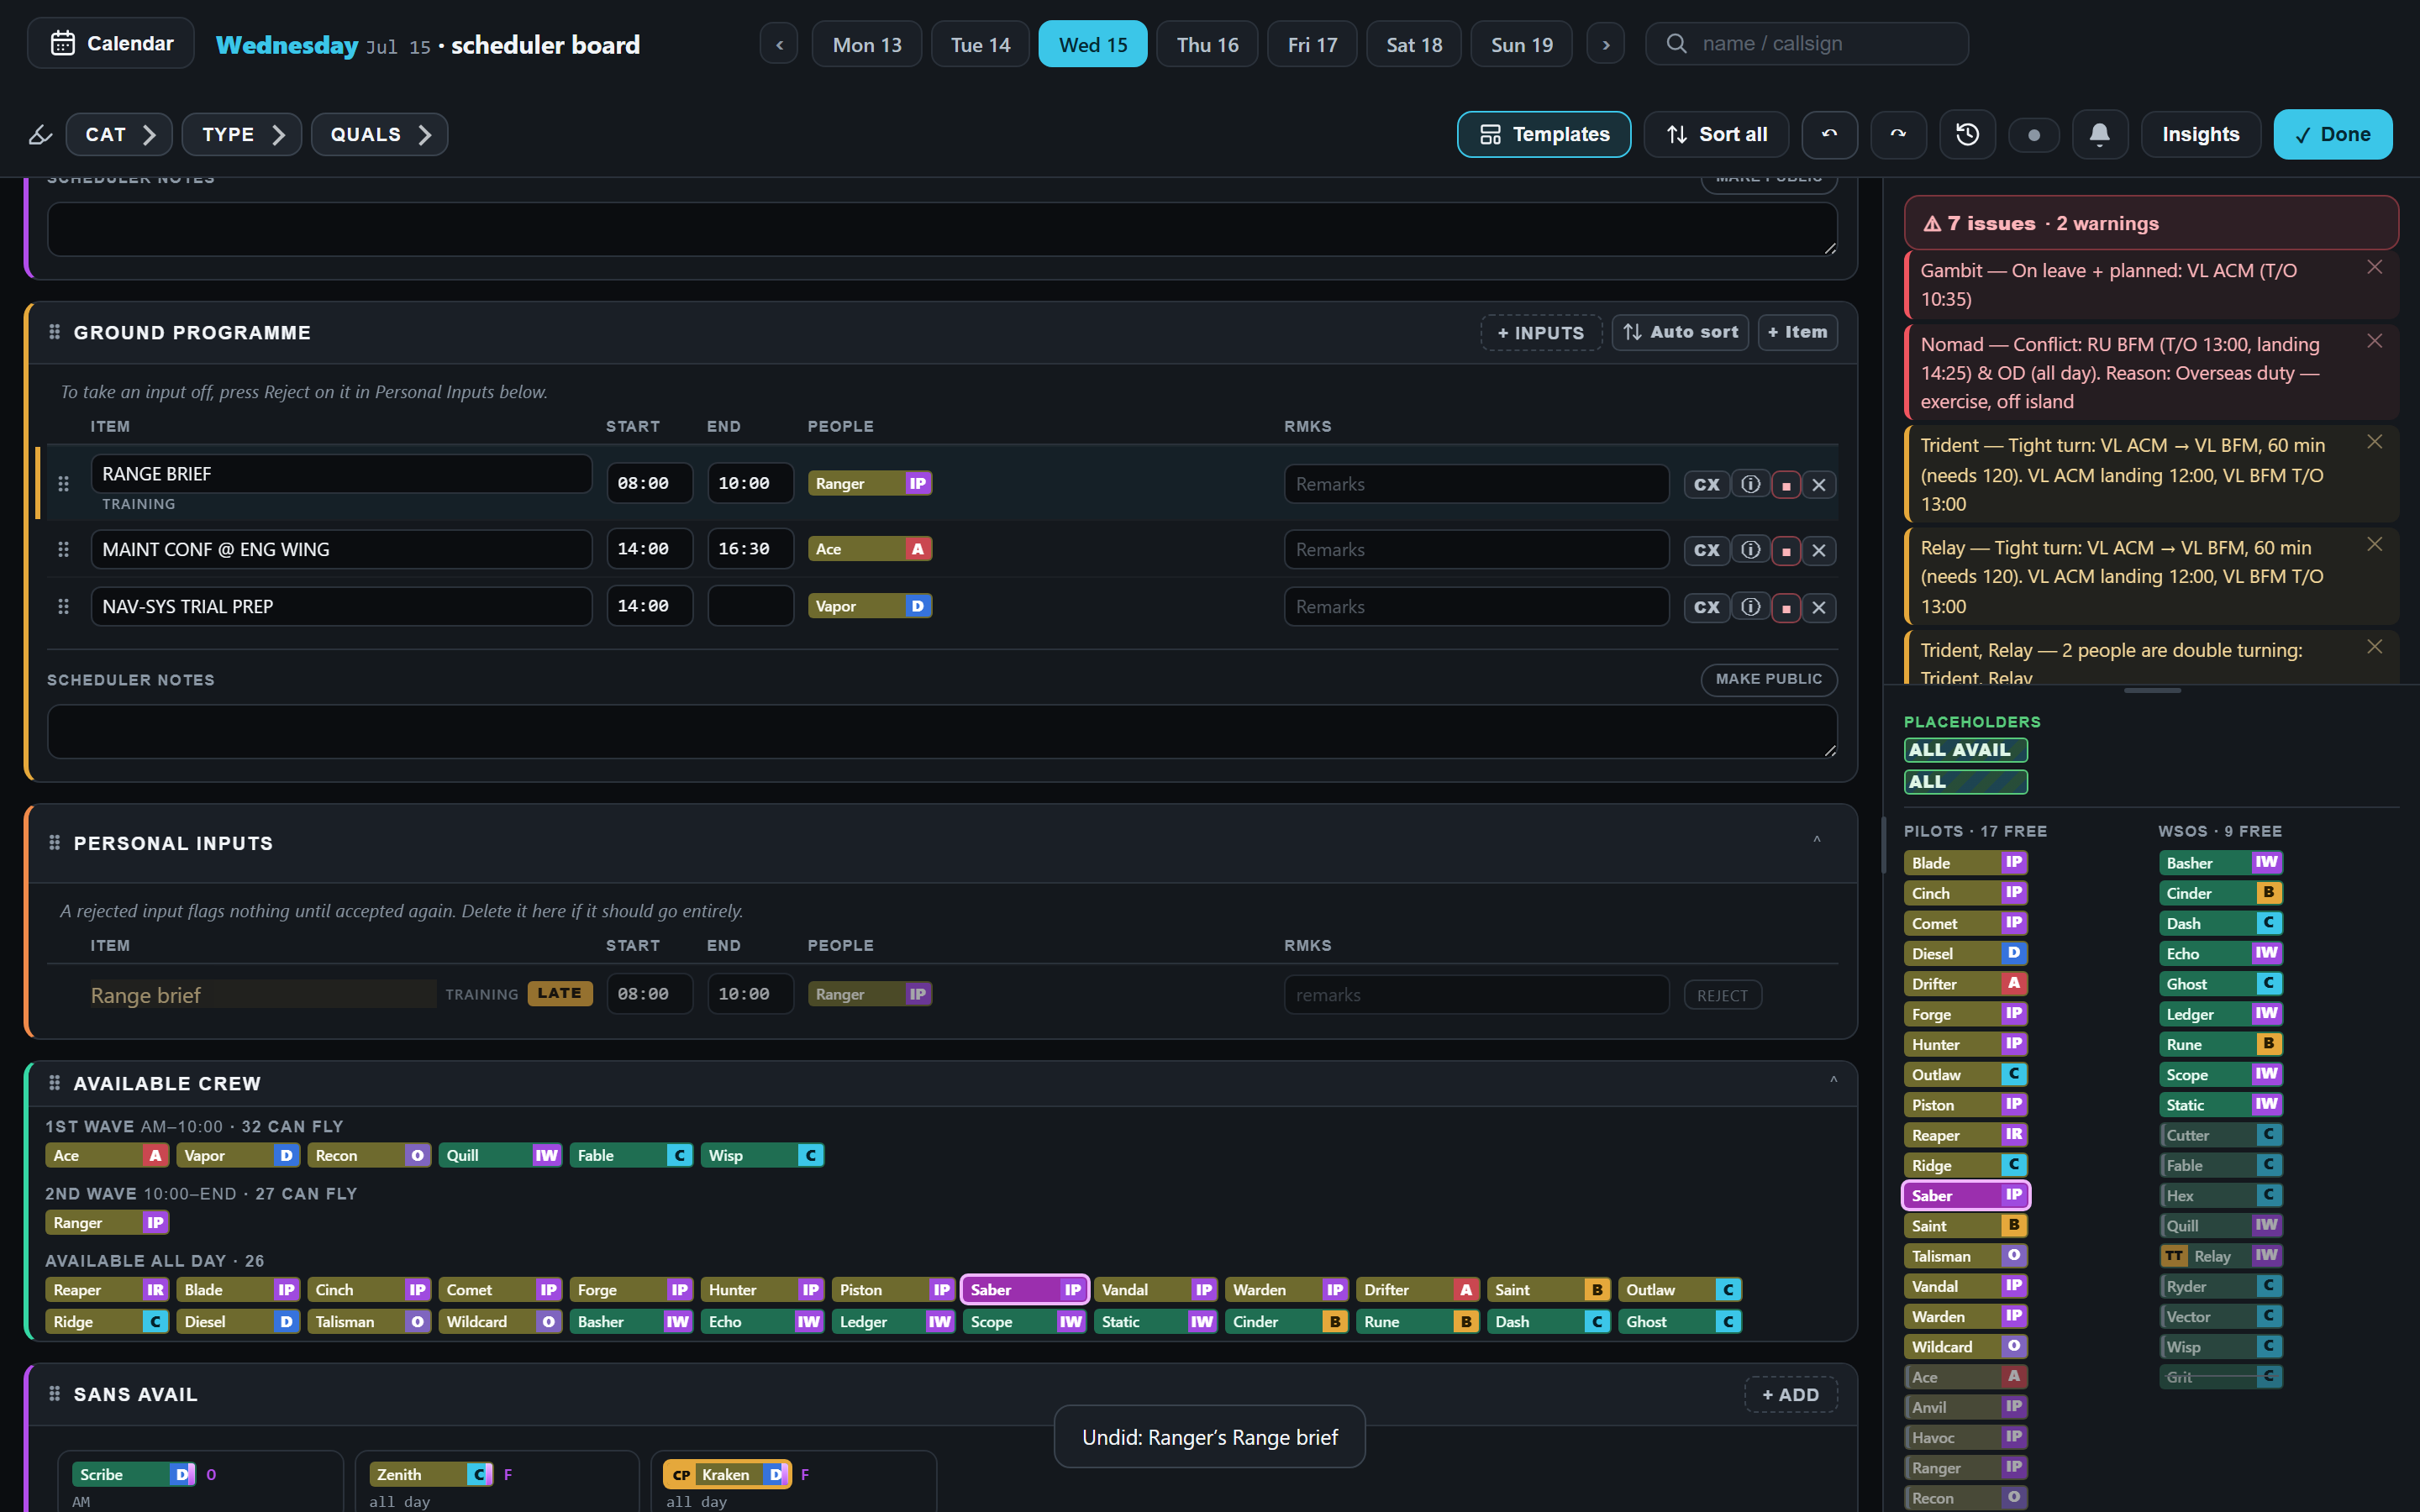 Calendar
Wednesday Jul 15 · scheduler board
‹ Mon 13 Tue 14 Wed 15 Thu 16 Fri 17 Sat 18 Sun 19 ›
name / callsign
CAT TYPE QUALS
Templates Sort all Insights ✓ Done
SCHEDULER NOTES MAKE PUBLIC
GROUND PROGRAMME
+ INPUTS Auto sort + Item
To take an input off, press Reject on it in Personal Inputs below.
ITEM START END PEOPLE RMKS
RANGE BRIEF 08:00 10:00 Ranger IP Remarks CX
TRAINING
MAINT CONF @ ENG WING 14:00 16:30 Ace A Remarks CX
NAV-SYS TRIAL PREP 14:00 Vapor D Remarks CX
SCHEDULER NOTES MAKE PUBLIC
PERSONAL INPUTS
A rejected input flags nothing until accepted again. Delete it here if it should go entirely.
ITEM START END PEOPLE RMKS
Range brief TRAINING LATE 08:00 10:00 Ranger IP remarks REJECT
AVAILABLE CREW
1ST WAVE AM–10:00 · 32 CAN FLY
Ace A Vapor D Recon O Quill IW Fable C Wisp C
2ND WAVE 10:00–END · 27 CAN FLY
Ranger IP
AVAILABLE ALL DAY · 26
Reaper IR Blade IP Cinch IP Comet IP Forge IP Hunter IP Piston IP Saber IP Vandal IP Warden IP Drifter A Saint B Outlaw C
Ridge C Diesel D Talisman O Wildcard O Basher IW Echo IW Ledger IW Scope IW Static IW Cinder B Rune B Dash C Ghost C
SANS AVAIL
+ ADD
Scribe D O
AM
Zenith C F
all day
CP Kraken D F
all day
Undid: Ranger’s Range brief
⚠ 7 issues · 2 warnings
Gambit — On leave + planned: VL ACM (T/O
10:35)
Nomad — Conflict: RU BFM (T/O 13:00, landing
14:25) & OD (all day). Reason: Overseas duty —
exercise, off island
Trident — Tight turn: VL ACM → VL BFM, 60 min
(needs 120). VL ACM landing 12:00, VL BFM T/O
13:00
Relay — Tight turn: VL ACM → VL BFM, 60 min
(needs 120). VL ACM landing 12:00, VL BFM T/O
13:00
Trident, Relay — 2 people are double turning:
Trident, Relay
PLACEHOLDERS
ALL AVAIL
ALL
PILOTS · 17 FREE
Blade IP
Cinch IP
Comet IP
Diesel D
Drifter A
Forge IP
Hunter IP
Outlaw C
Piston IP
Reaper IR
Ridge C
Saber IP
Saint B
Talisman O
Vandal IP
Warden IP
Wildcard O
Ace A
Anvil IP
Havoc IP
Ranger IP
Recon O
WSOS · 9 FREE
Basher IW
Cinder B
Dash C
Echo IW
Ghost C
Ledger IW
Rune B
Scope IW
Static IW
Cutter C
Fable C
Hex C
Quill IW
TT Relay IW
Ryder C
Vector C
Wisp C
Grit C